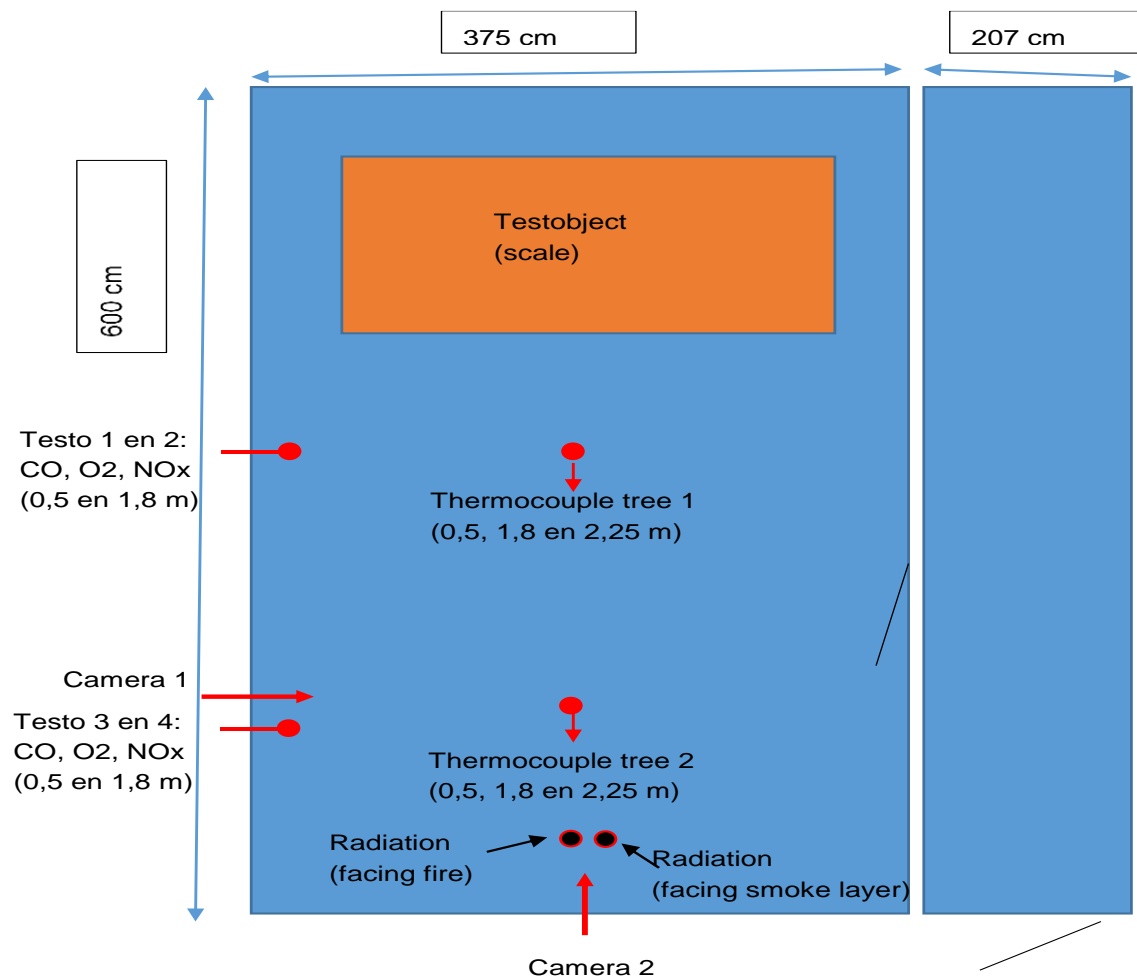 375 cm
207 cm
600 cm
Testobject
(scale)
Testo 1 en 2:
CO, O2, NOx
(0,5 en 1,8 m)
Thermocouple tree 1
(0,5, 1,8 en 2,25 m)
Camera 1
Testo 3 en 4:
CO, O2, NOx
(0,5 en 1,8 m)
Thermocouple tree 2
(0,5, 1,8 en 2,25 m)
Radiation
(facing fire)
Radiation
(facing smoke layer)
Camera 2